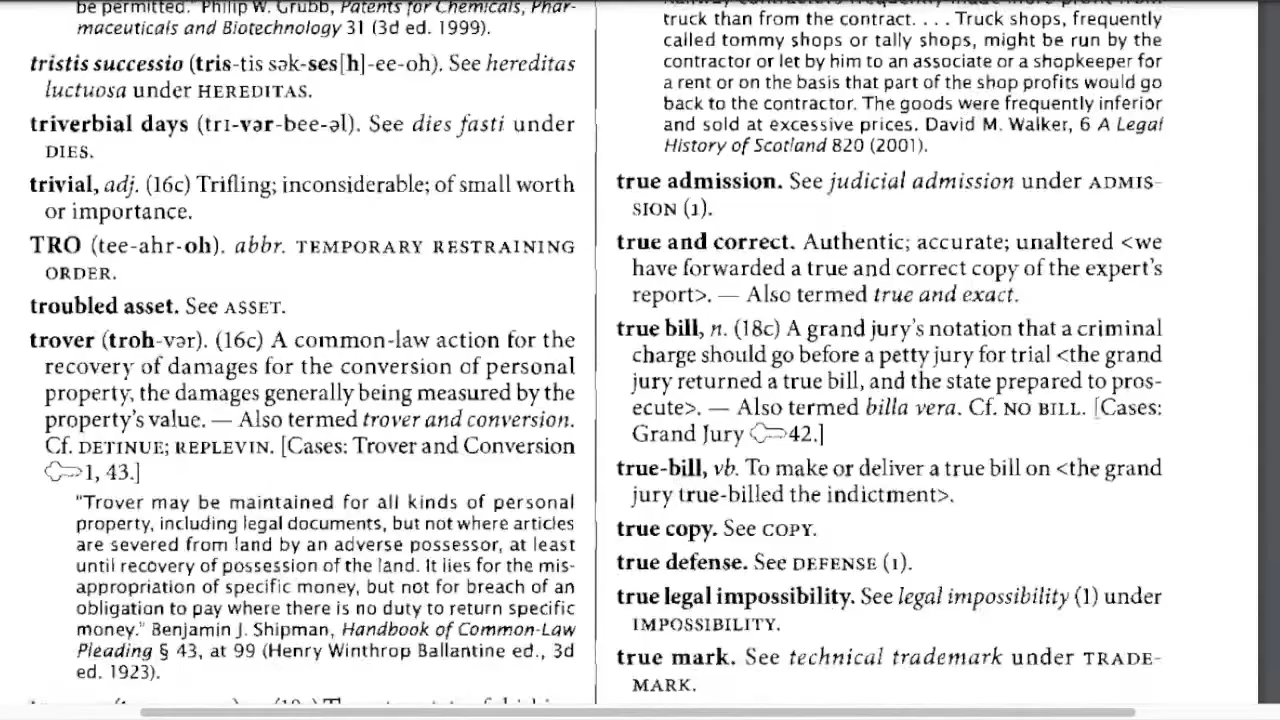 be permitted." Philip W. Grubb, Patents for Chemicals, Phar-
maceuticals and Biotechnology 31 (3d ed. 1999).
tristis successio (tris-tis sək-ses[h]-ee-oh). See hereditas
luctuosa under HEREDITAS.
triverbial days (trɪ-vər-bee-əl). See dies fasti under
DIES.
trivial, adj. (16c) Trifling; inconsiderable; of small worth
or importance.
TRO (tee-ahr-oh). abbr. TEMPORARY RESTRAINING
ORDER.
troubled asset. See ASSET.
trover (troh-vər). (16c) A common-law action for the
recovery of damages for the conversion of personal
property, the damages generally being measured by the
property's value. — Also termed trover and conversion.
Cf. DETINUE; REPLEVIN. [Cases: Trover and Conversion
1, 43.]
"Trover may be maintained for all kinds of personal
property, including legal documents, but not where articles
are severed from land by an adverse possessor, at least
until recovery of possession of the land. It lies for the mis-
appropriation of specific money, but not for breach of an
obligation to pay where there is no duty to return specific
money." Benjamin J. Shipman, Handbook of Common-Law
Pleading § 43, at 99 (Henry Winthrop Ballantine ed., 3d
ed. 1923).
truck than from the contract. . . . Truck shops, frequently
called tommy shops or tally shops, might be run by the
contractor or let by him to an associate or a shopkeeper for
a rent or on the basis that part of the shop profits would go
back to the contractor. The goods were frequently inferior
and sold at excessive prices. David M. Walker, 6 A Legal
History of Scotland 820 (2001).
true admission. See judicial admission under ADMIS-
SION (1).
true and correct. Authentic; accurate; unaltered <we
have forwarded a true and correct copy of the expert's
report>. — Also termed true and exact.
true bill, n. (18c) A grand jury's notation that a criminal
charge should go before a petty jury for trial <the grand
jury returned a true bill, and the state prepared to pros-
ecute>. — Also termed billa vera. Cf. NO BILL. [Cases:
Grand Jury 42.]
true-bill, vb. To make or deliver a true bill on <the grand
jury true-billed the indictment>.
true copy. See COPY.
true defense. See DEFENSE (1).
true legal impossibility. See legal impossibility (1) under
IMPOSSIBILITY.
true mark. See technical trademark under TRADE-
MARK.